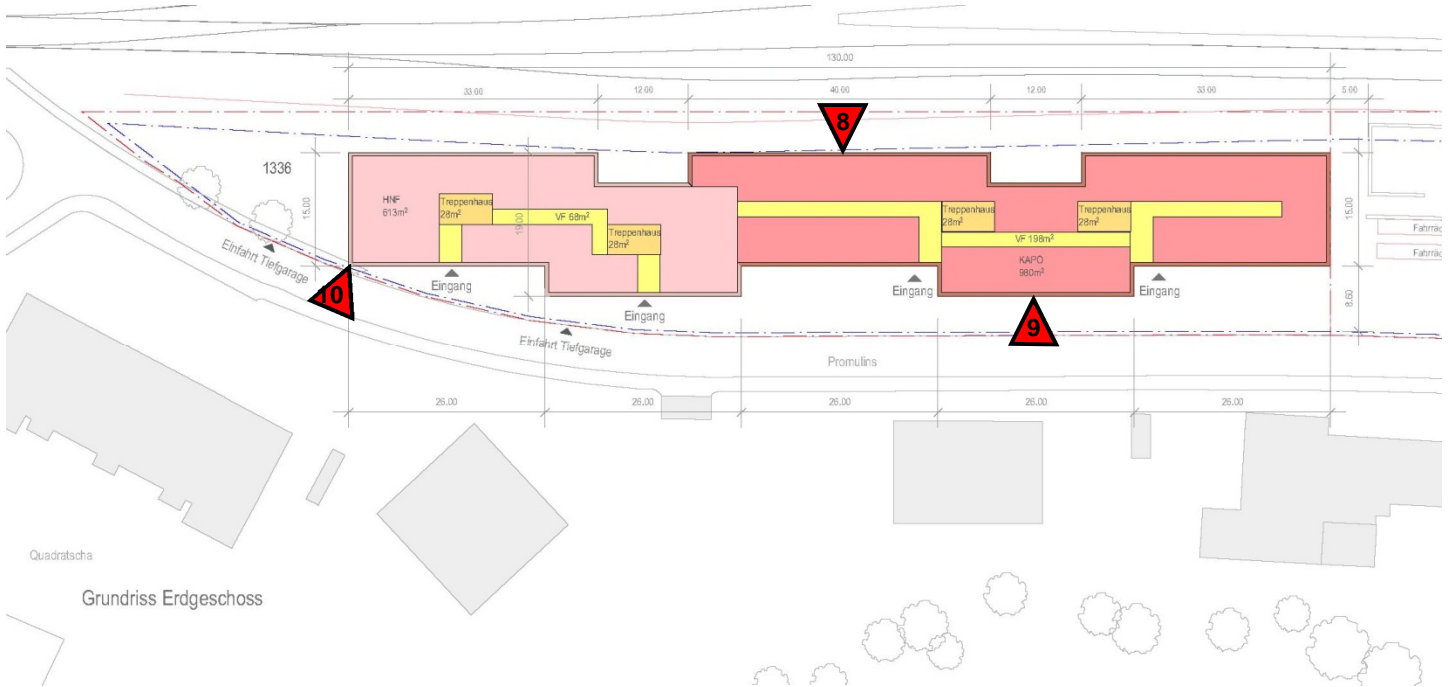 130.00
33.00
12.00
40.00
12.00
33.00
5.00
8
1336
15.00
19.00
15.00
HNF
613m²
Treppenhaus
28m²
VF 68m²
Treppenhaus
28m²
Treppenhaus
28m²
Treppenhaus
28m²
VF 198m²
KAPO
980m²
Einfahrt Tiefgarage
10
Eingang
Eingang
Eingang
Eingang
9
8.60
Einfahrt Tiefgarage
Promulins
26.00
26.00
26.00
26.00
26.00
Quadratscha
Grundriss Erdgeschoss
Fahrräd
Fahrräd